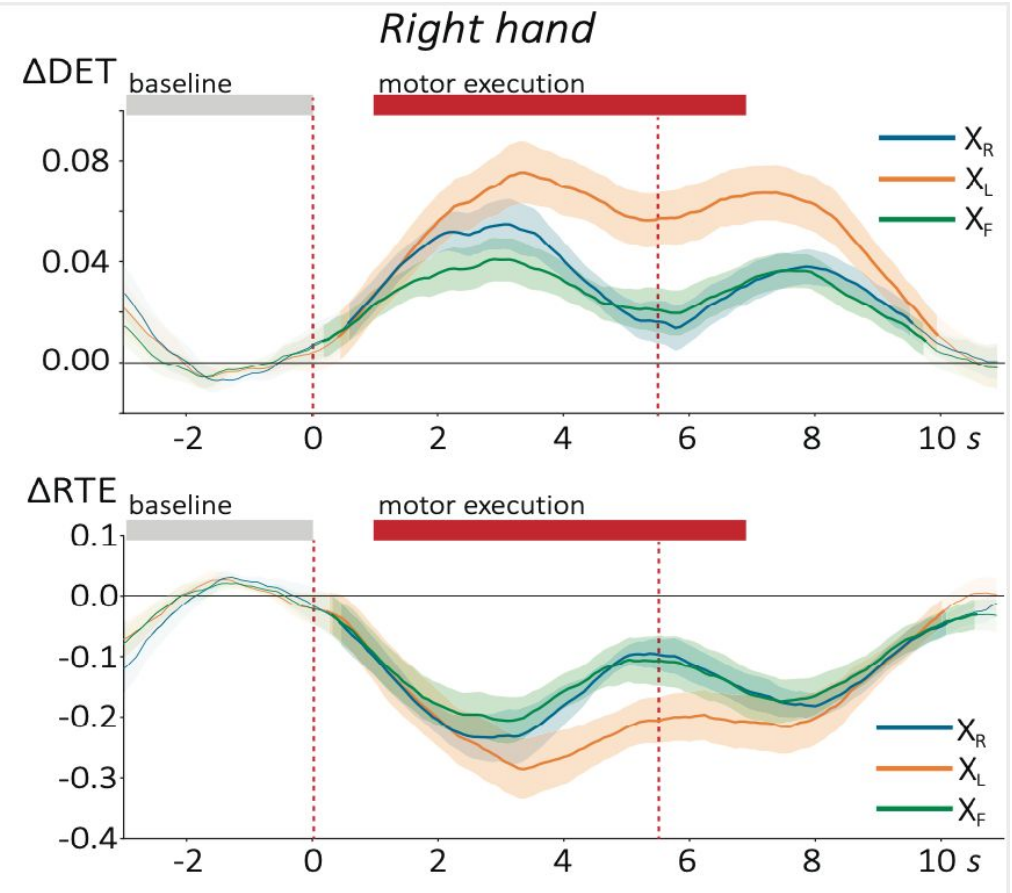 Right hand
ΔDET
baseline
motor execution
0.08
0.04
0.00
X_R
X_L
X_F
-2 0 2 4 6 8 10 s
ΔRTE
baseline
motor execution
0.1
0.0
-0.1
-0.2
-0.3
-0.4
X_R
X_L
X_F
-2 0 2 4 6 8 10 s